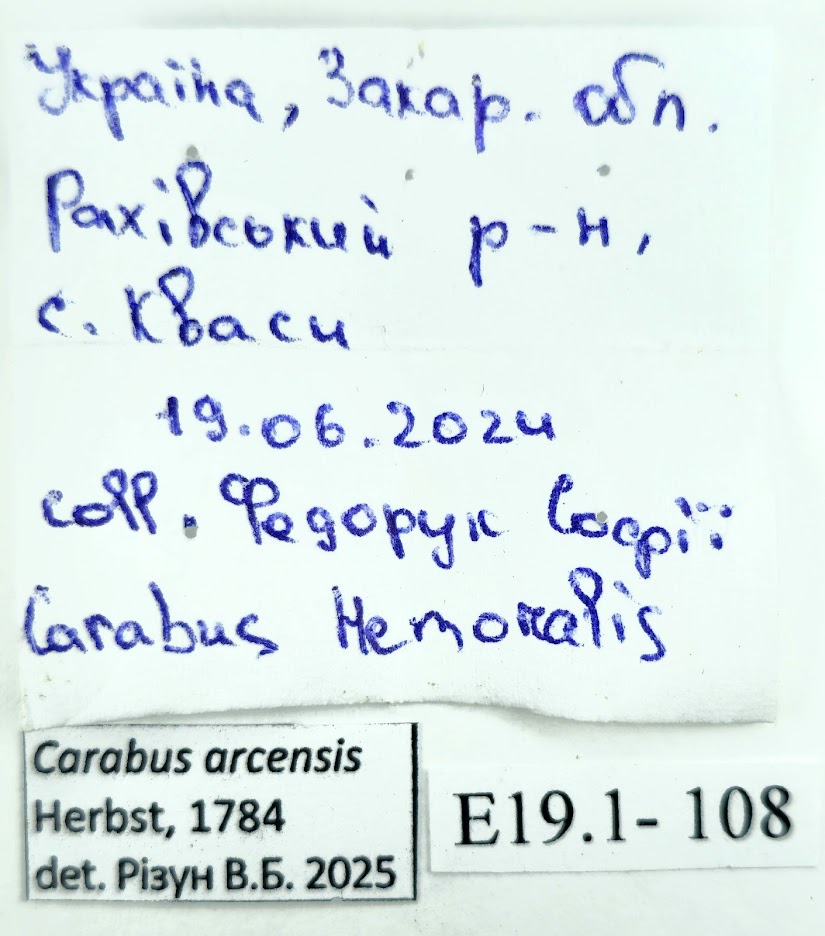 Україна, Закар. обл.
Рахівський р-н,
с. Кваси
19.06.2024
coll. Федорук Софії
Carabus Nemoralis
Carabus arcensis
Herbst, 1784
det. Різун В.Б. 2025
E19.1- 108